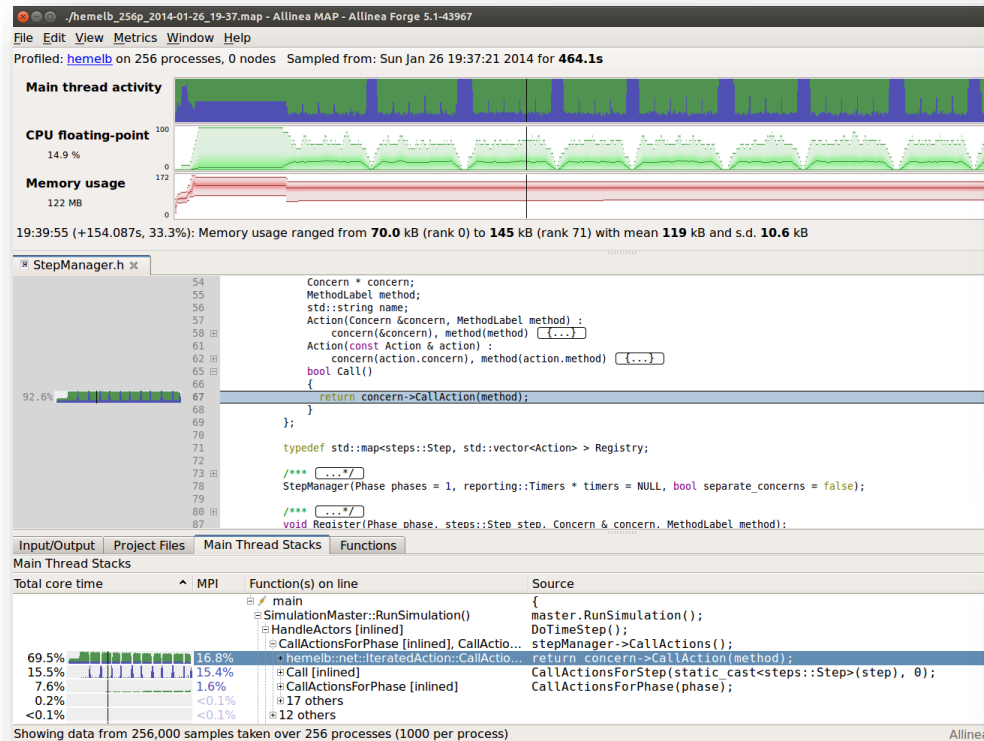 ./hemelb_256p_2014-01-26_19-37.map - Allinea MAP - Allinea Forge 5.1-43967
File Edit View Metrics Window Help
Profiled: hemelb on 256 processes, 0 nodes Sampled from: Sun Jan 26 19:37:21 2014 for 464.1s
Main thread activity
CPU floating-point 100
14.9 %
0
Memory usage 172
122 MB
0
19:39:55 (+154.087s, 33.3%): Memory usage ranged from 70.0 kB (rank 0) to 145 kB (rank 71) with mean 119 kB and s.d. 10.6 kB
StepManager.h
54 Concern * concern;
55 MethodLabel method;
56 std::string name;
57 Action(Concern &concern, MethodLabel method) :
58 concern(&concern), method(method) {...}
61 Action(const Action & action) :
62 concern(action.concern), method(action.method) {...}
65 bool Call()
66 {
92.6% 67 return concern->CallAction(method);
68 }
69 };
70
71 typedef std::map<steps::Step, std::vector<Action> > Registry;
72
73 /*** ...*/
78 StepManager(Phase phases = 1, reporting::Timers * timers = NULL, bool separate_concerns = false);
79
80 /*** ...*/
87 void Register(Phase phase, steps::Step step, Concern & concern, MethodLabel method);
Input/Output Project Files Main Thread Stacks Functions
Main Thread Stacks
Total core time MPI Function(s) on line Source
main {
SimulationMaster::RunSimulation() master.RunSimulation();
HandleActors [inlined] DoTimeStep();
CallActionsForPhase [inlined], CallActio... stepManager->CallActions();
69.5% 16.8% hemelb::net::IteratedAction::CallActio... return concern->CallAction(method);
15.5% 15.4% Call [inlined] CallActionsForStep(static_cast<steps::Step>(step), 0);
7.6% 1.6% CallActionsForPhase [inlined] CallActionsForPhase(phase);
0.2% <0.1% 17 others
<0.1% <0.1% 12 others
Showing data from 256,000 samples taken over 256 processes (1000 per process) Alline